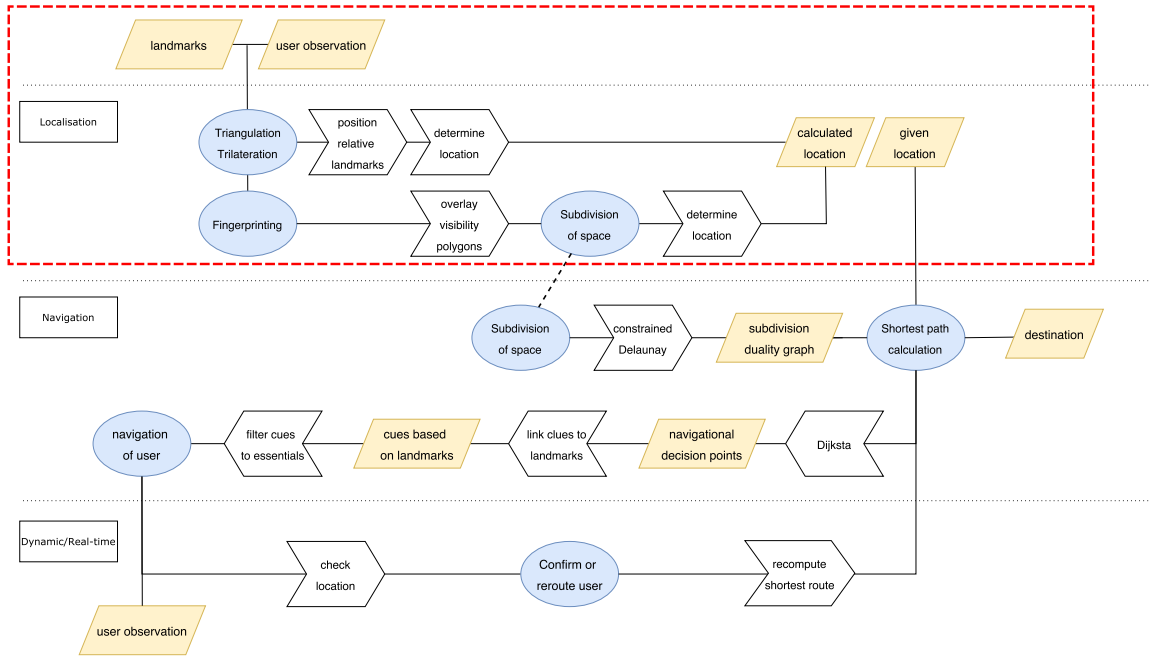 landmarks
user observation
Localisation
Triangulation
Trilateration
position
relative
landmarks
determine
location
calculated
location
given
location
Fingerprinting
overlay
visibility
polygons
Subdivision
of space
determine
location
Navigation
Subdivision
of space
constrained
Delaunay
subdivision
duality graph
Shortest path
calculation
destination
navigation
of user
filter cues
to essentials
cues based
on landmarks
link clues to
landmarks
navigational
decision points
Dijksta
Dynamic/Real-time
check
location
Confirm or
reroute user
recompute
shortest route
user observation